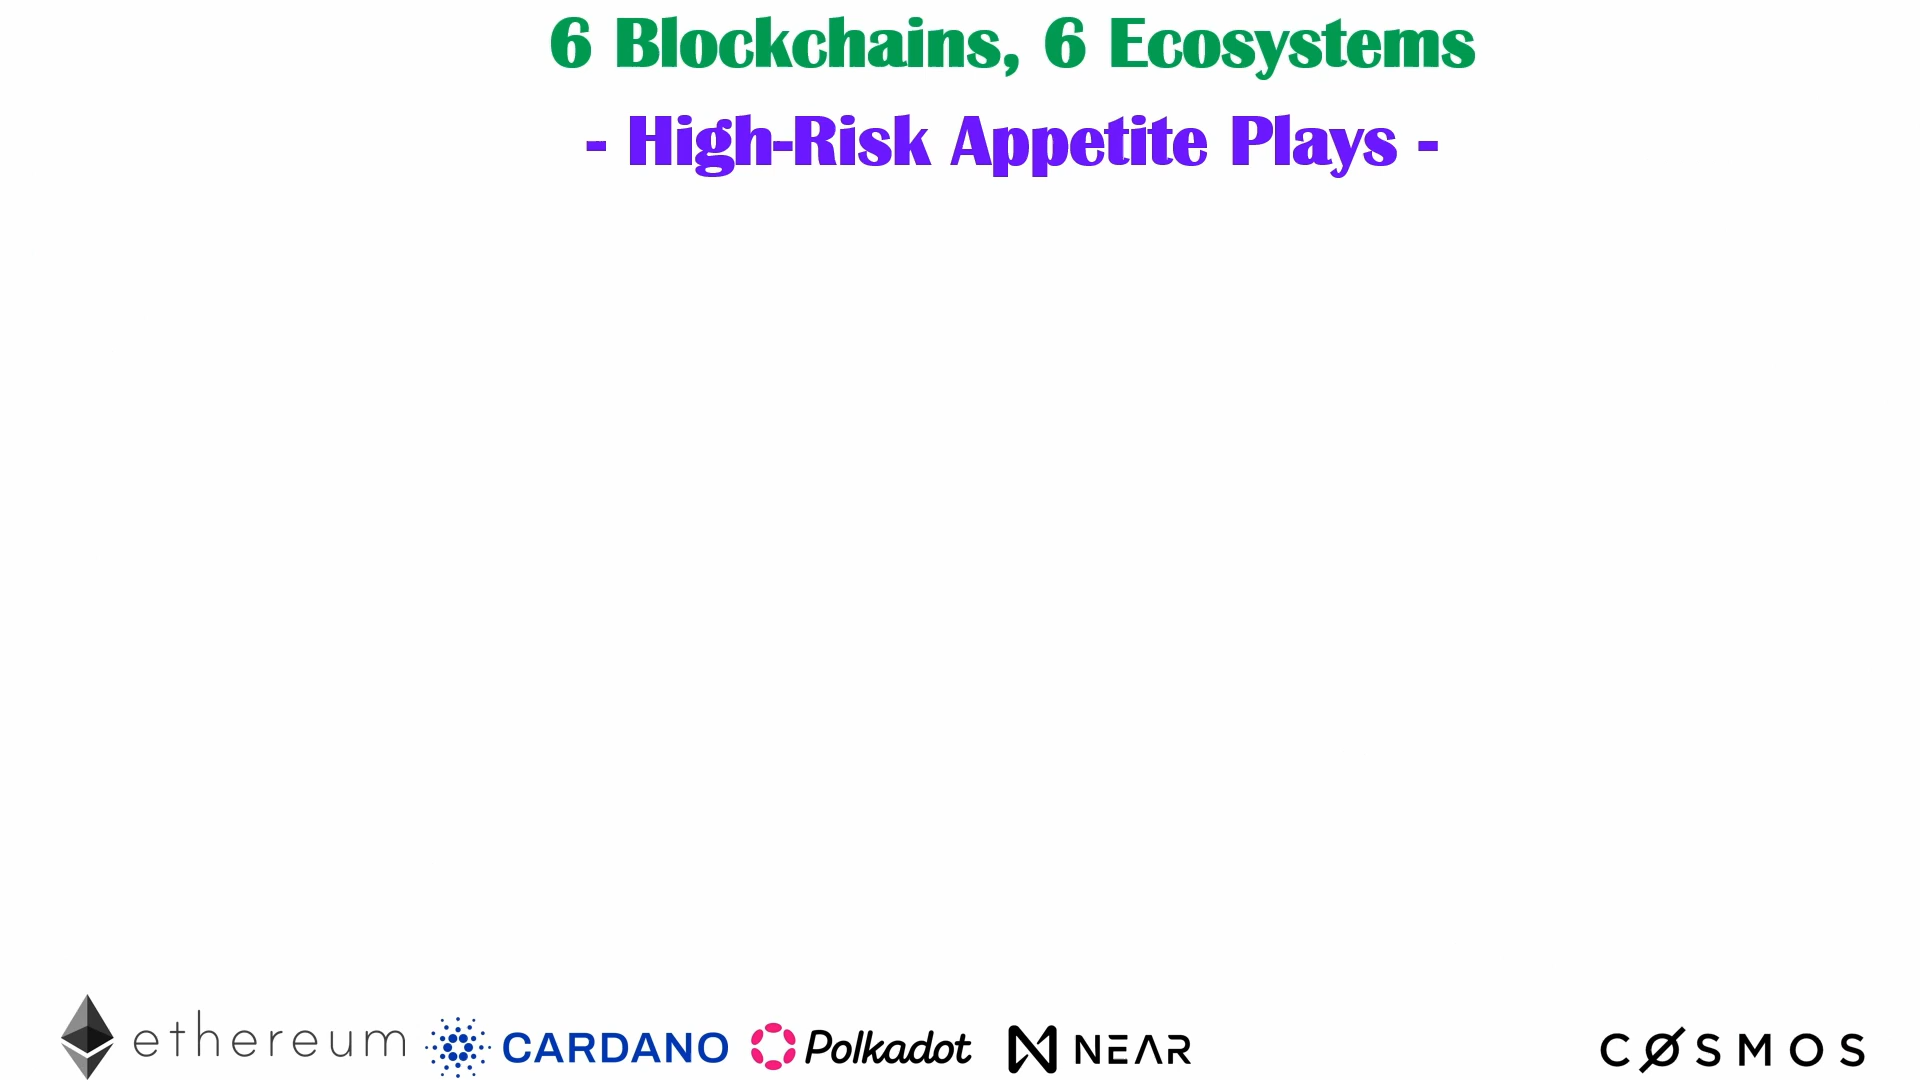 6 Blockchains, 6 Ecosystems
- High-Risk Appetite Plays -
ethereum CARDANO Polkadot NEAR COSMOS